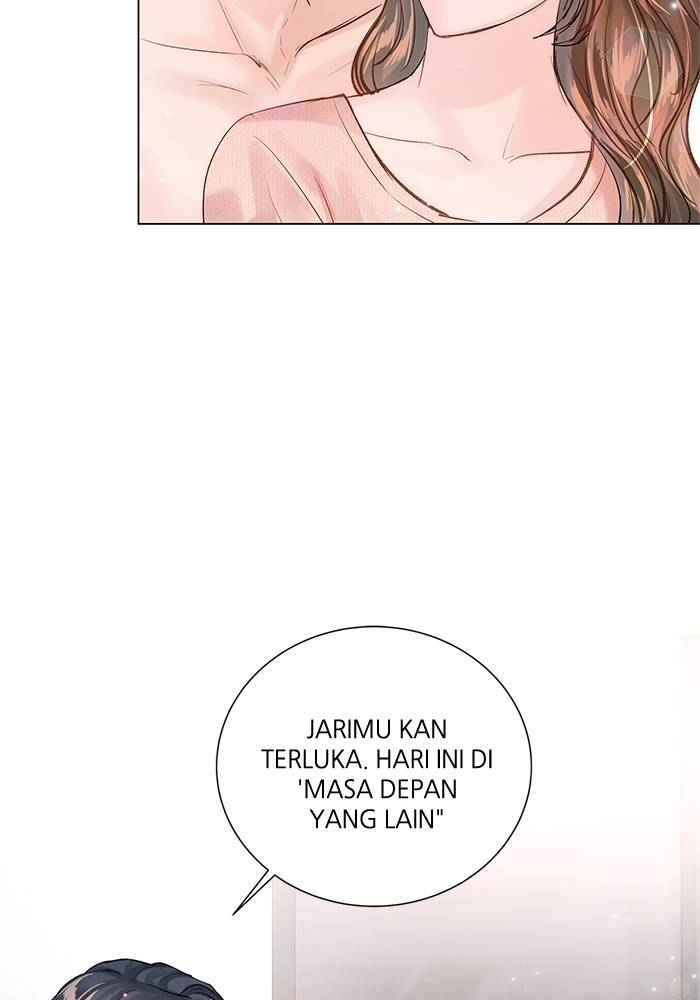 JARIMU KAN
TERLUKA. HARI INI DI
'MASA DEPAN
YANG LAIN"